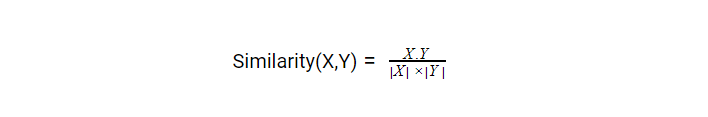 Similarity(X,Y) = X.Y / |X| ×|Y|